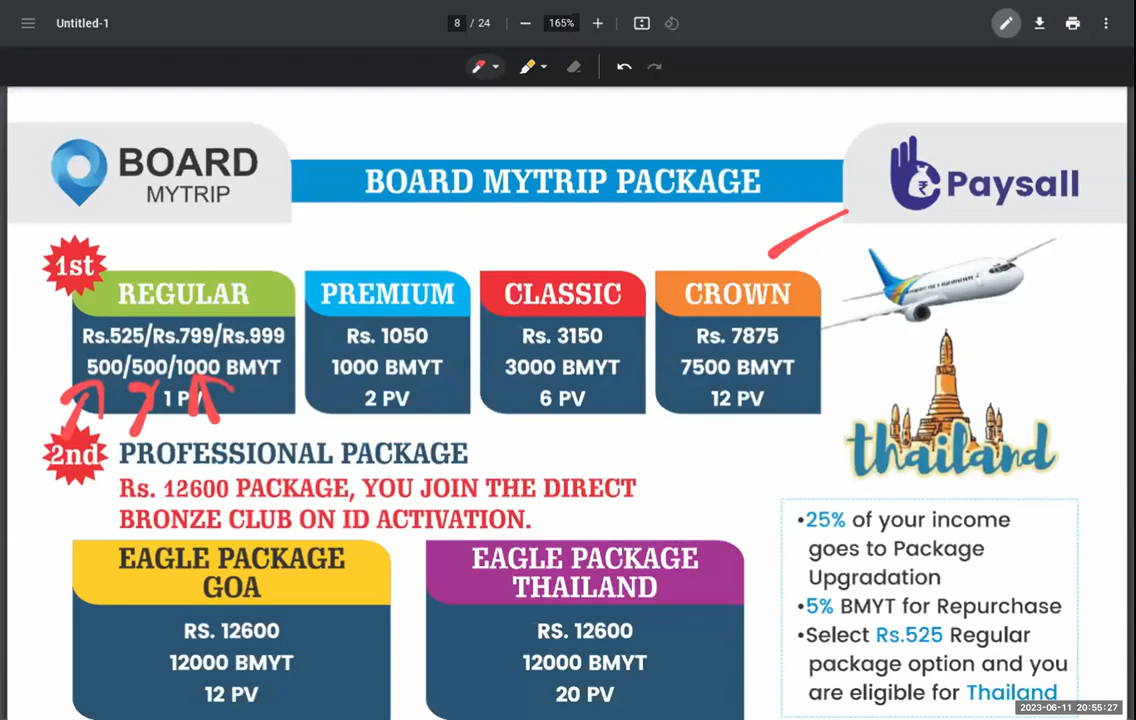 Untitled-1
8 / 24
165%
BOARD
MYTRIP
BOARD MYTRIP PACKAGE
₹
Paysall
1st
REGULAR
Rs.525/Rs.799/Rs.999
500/500/1000 BMYT
1 PV
PREMIUM
Rs. 1050
1000 BMYT
2 PV
CLASSIC
Rs. 3150
3000 BMYT
6 PV
CROWN
Rs. 7875
7500 BMYT
12 PV
thailand
2nd
PROFESSIONAL PACKAGE
Rs. 12600 PACKAGE, YOU JOIN THE DIRECT
BRONZE CLUB ON ID ACTIVATION.
EAGLE PACKAGE
GOA
RS. 12600
12000 BMYT
12 PV
EAGLE PACKAGE
THAILAND
RS. 12600
12000 BMYT
20 PV
•25% of your income
goes to Package
Upgradation
•5% BMYT for Repurchase
•Select Rs.525 Regular
package option and you
are eligible for Thailand
2023-06-11 20:55:27